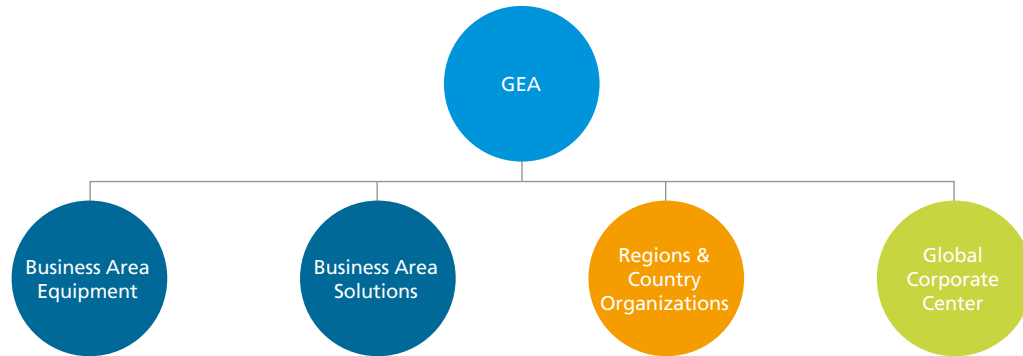 GEA
Business Area
Equipment
Business Area
Solutions
Regions &
Country
Organizations
Global
Corporate
Center